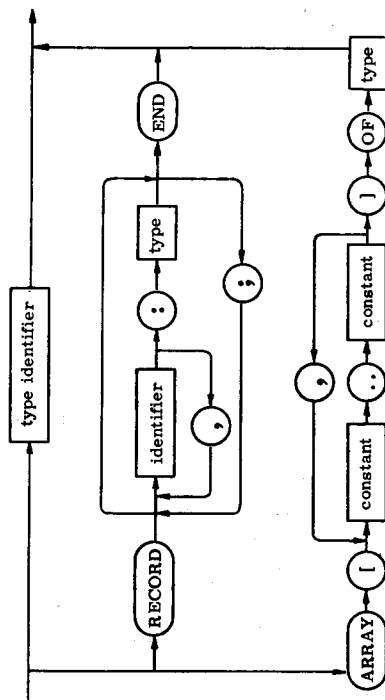 type identifier
RECORD identifier : type END
,
;
ARRAY [ constant .. constant ] OF type
,